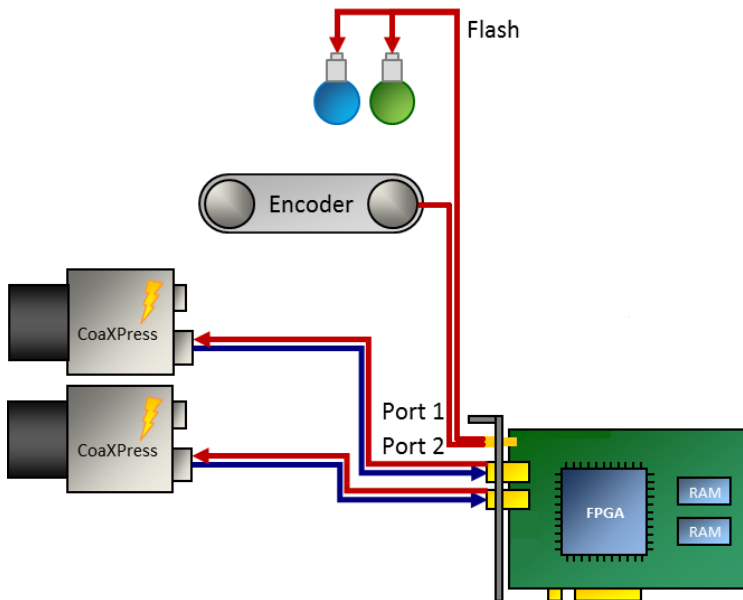 Flash
Encoder
CoaXPress
Port 1
CoaXPress
Port 2
RAM
FPGA
RAM